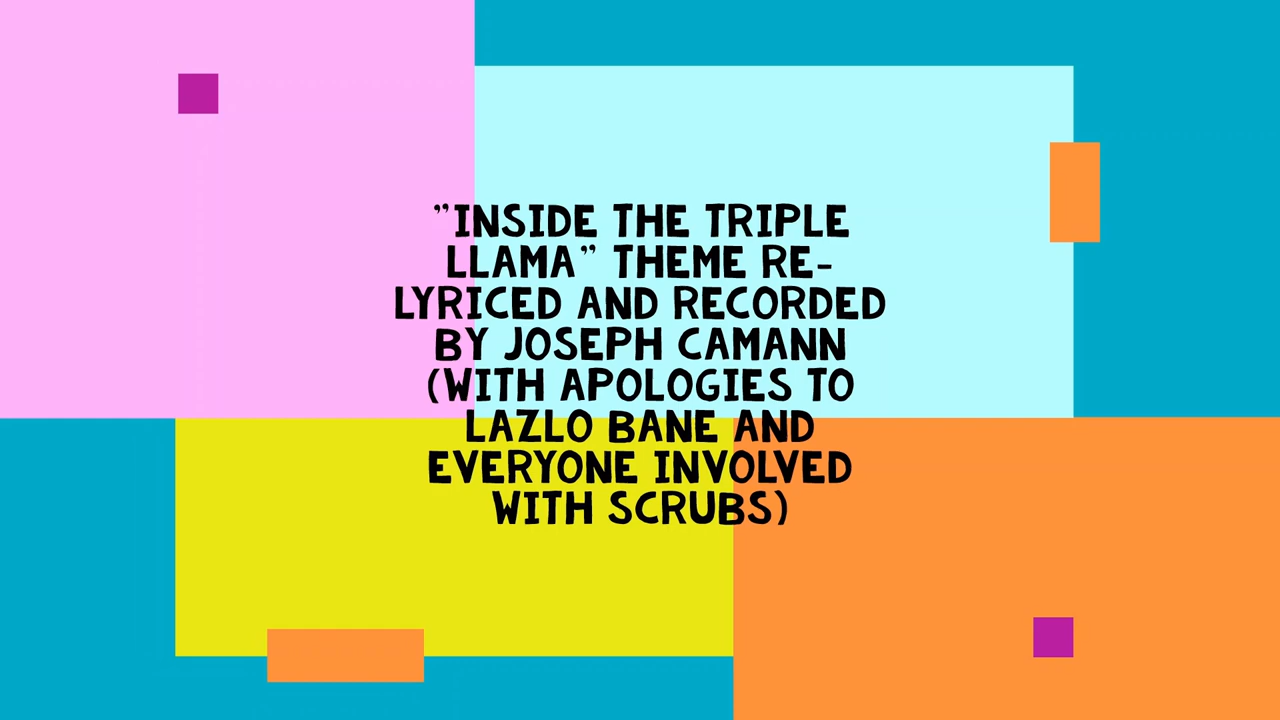 ”INSIDE THE TRIPLE
LLAMA” THEME RE-
LYRICED AND RECORDED
BY JOSEPH CAMANN
(WITH APOLOGIES TO
LAZLO BANE AND
EVERYONE INVOLVED
WITH SCRUBS)